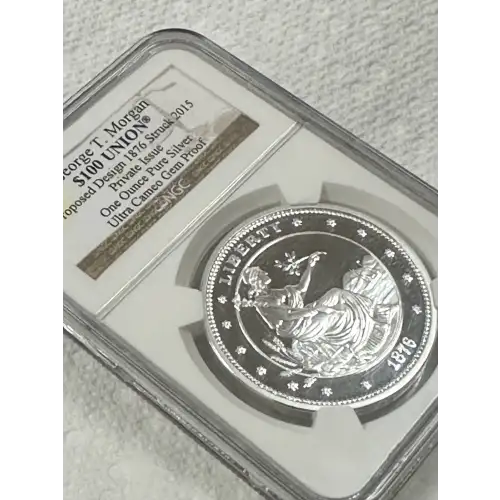 George T. Morgan
$100 UNION®
Proposed Design 1876 Struck 2015
Private Issue
One Ounce Pure Silver
Ultra Cameo Gem Proof
NGC
LIBERTY
1876